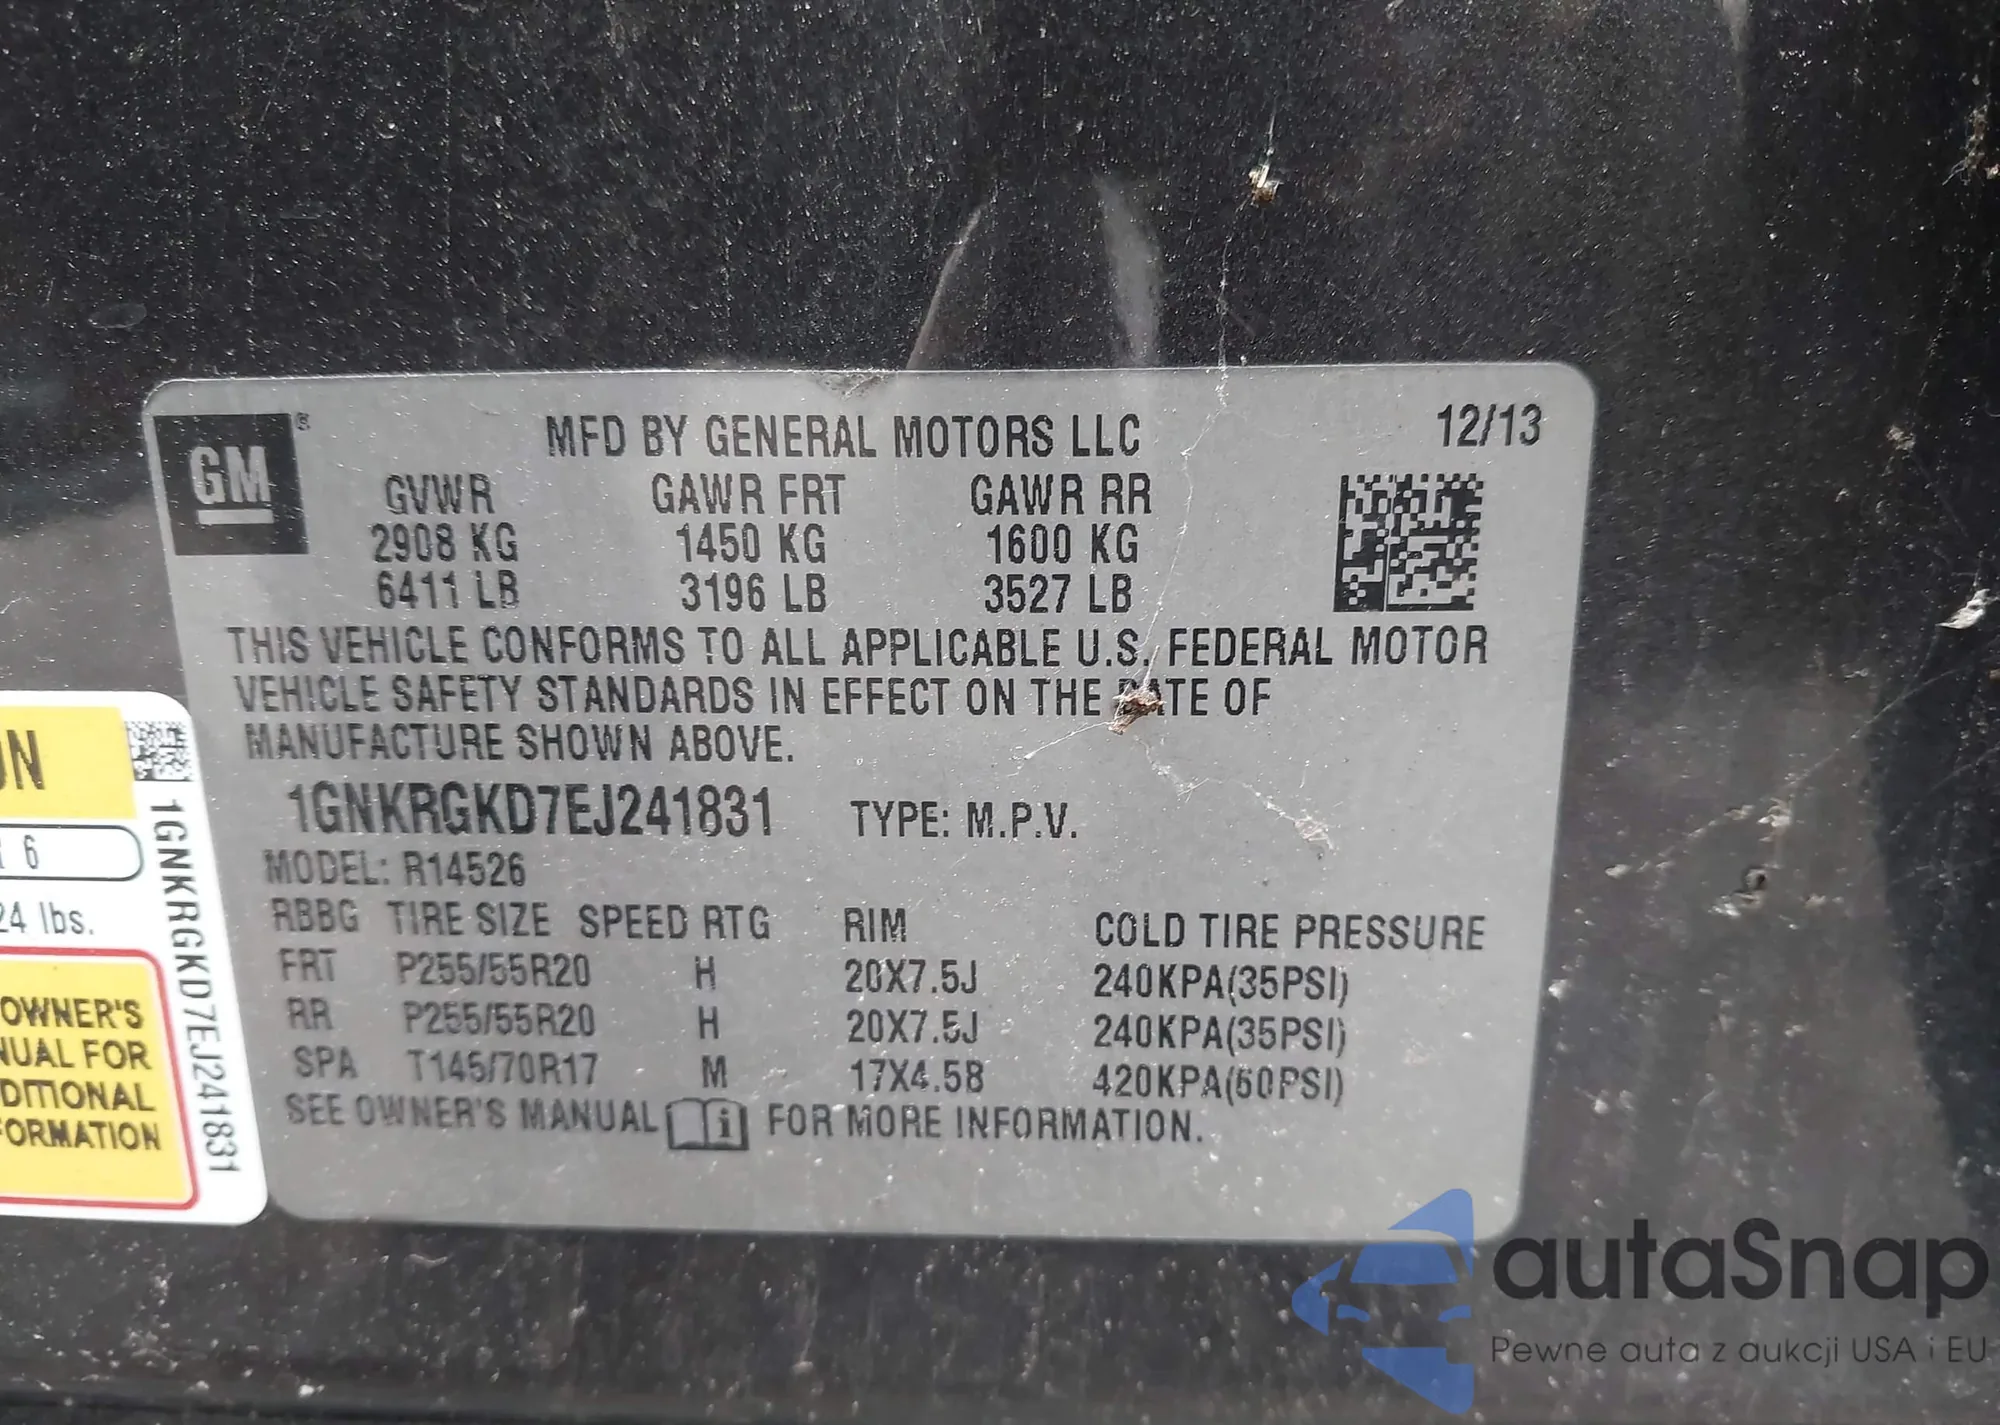 GM®
MFD BY GENERAL MOTORS LLC 12/13
GVWR GAWR FRT GAWR RR
2908 KG 1450 KG 1600 KG
6411 LB 3196 LB 3527 LB
THIS VEHICLE CONFORMS TO ALL APPLICABLE U.S. FEDERAL MOTOR
VEHICLE SAFETY STANDARDS IN EFFECT ON THE DATE OF
MANUFACTURE SHOWN ABOVE.
1GNKRGKD7EJ241831 TYPE: M.P.V.
MODEL: R14526
RBBG TIRE SIZE SPEED RTG RIM COLD TIRE PRESSURE
FRT P255/55R20 H 20X7.5J 240KPA(35PSI)
RR P255/55R20 H 20X7.5J 240KPA(35PSI)
SPA T145/70R17 M 17X4.5B 420KPA(60PSI)
SEE OWNER'S MANUAL i FOR MORE INFORMATION.
ON
6
24 lbs.
OWNER'S
NUAL FOR
DITIONAL
FORMATION
1GNKRGKD7EJ241831
autaSnap
Pewne auta z aukcji USA i EU